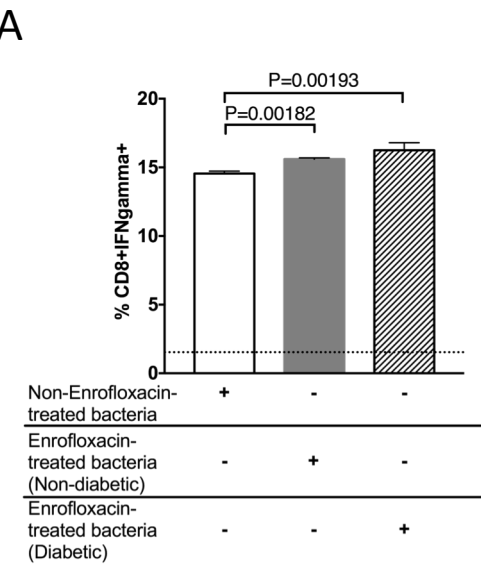 A
P=0.00193
P=0.00182
20
15
10
5
0
% CD8+IFNgamma+
Non-Enrofloxacin-
treated bacteria
+ - -
Enrofloxacin-
treated bacteria
(Non-diabetic)
- + -
Enrofloxacin-
treated bacteria
(Diabetic)
- - +